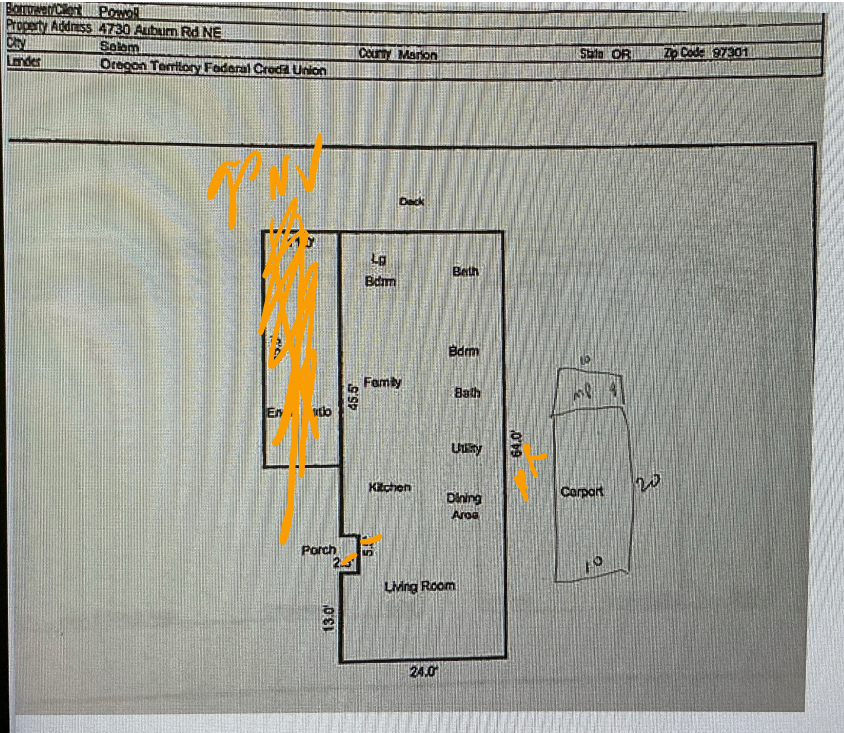 Borrower/Client Powell
Property Address 4730 Auburn Rd NE
City Salem County Marion State OR Zip Code 97301
Lender Oregon Territory Federal Credit Union
Deck
Lg
Bdrm
Bath
Bdrm
Family
45.5'
Bath
10
Utility
64.0'
Kitchen
Dining
Area
Carport
20
Porch
10
Living Room
13.0'
24.0'